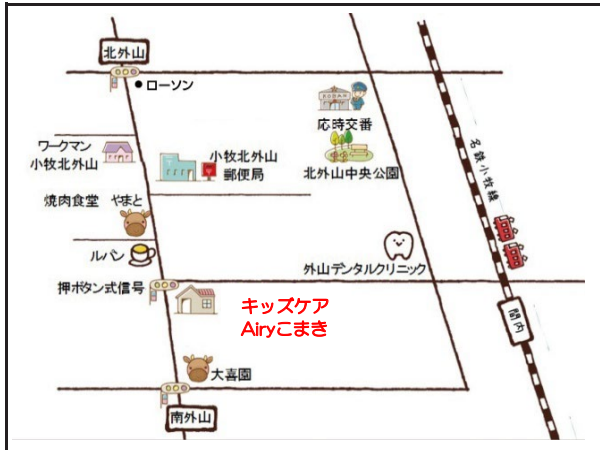 北外山
ローソン
応時交番
ワークマン
小牧北外山
小牧北外山
郵便局
北外山中央公園
名鉄小牧線
焼肉食堂 やまと
ルパン
外山デンタルクリニック
押ボタン式信号
キッズケア
Airyこまき
間内
大喜園
南外山